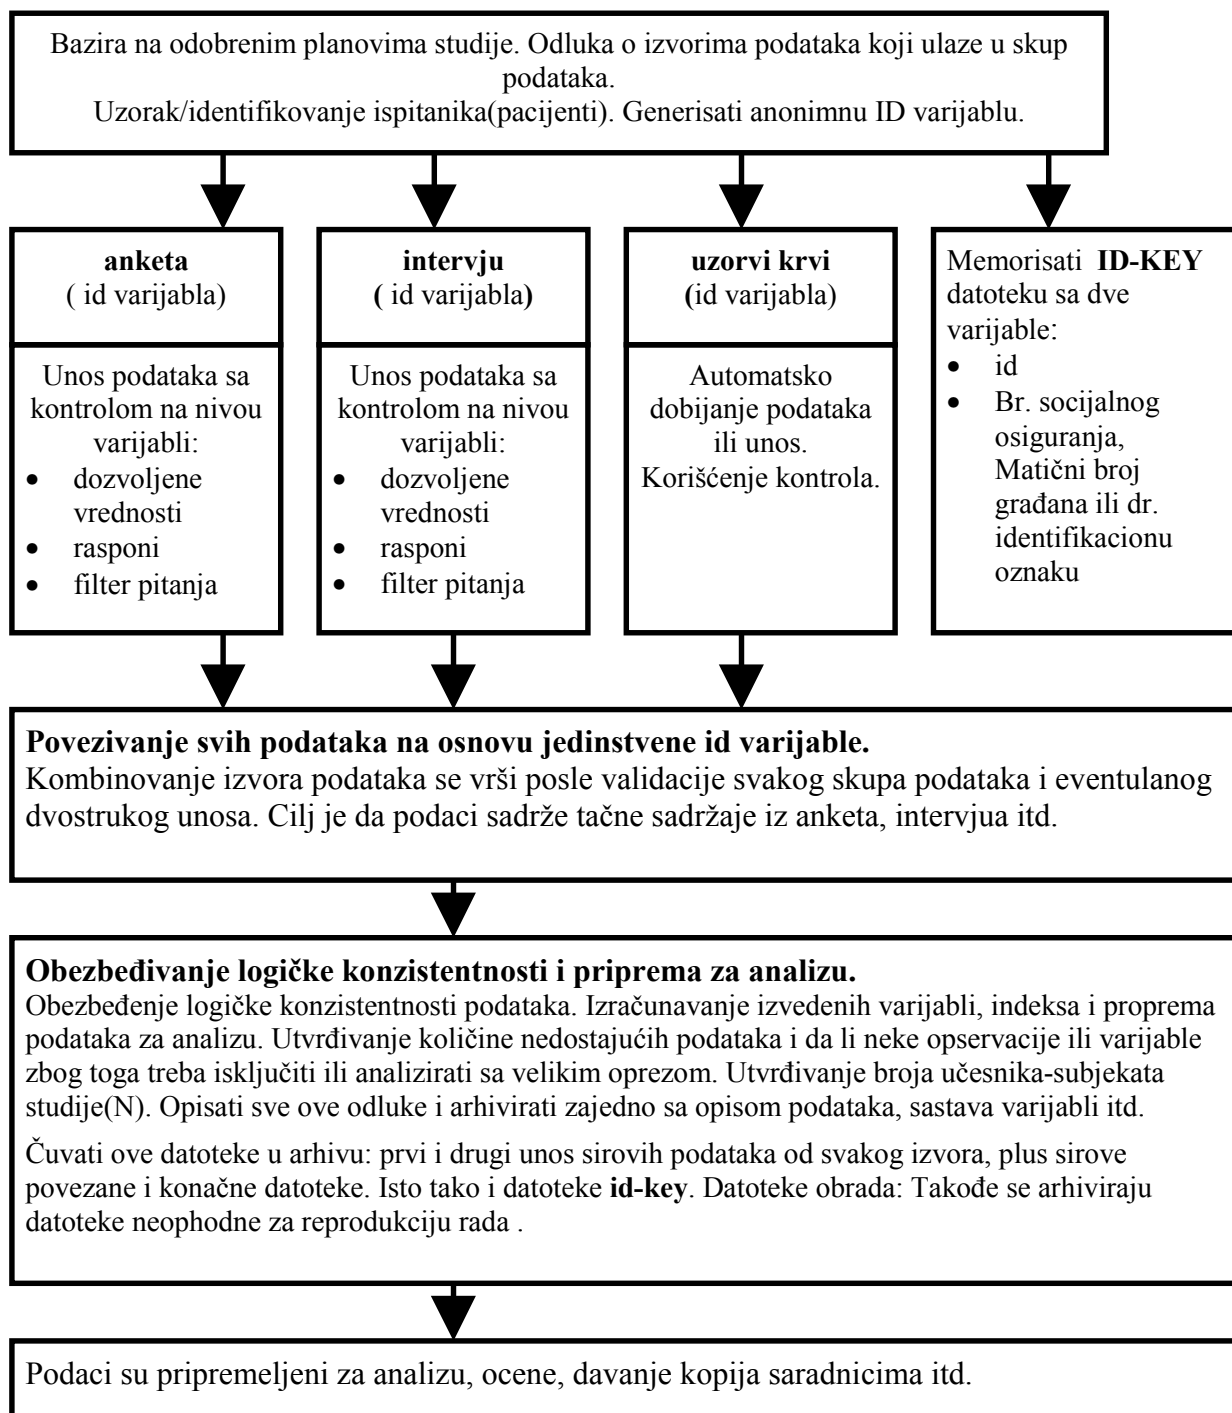 Bazira na odobrenim planovima studije. Odluka o izvorima podataka koji ulaze u skup
podataka.
Uzorak/identifikovanje ispitanika(pacijenti). Generisati anonimnu ID varijablu.
anketa
( id varijabla)
Unos podataka sa
kontrolom na nivou
varijabli:
• dozvoljene
vrednosti
• rasponi
• filter pitanja
intervju
( id varijabla)
Unos podataka sa
kontrolom na nivou
varijabli:
• dozvoljene
vrednosti
• rasponi
• filter pitanja
uzorvi krvi
(id varijabla)
Automatsko
dobijanje podataka
ili unos.
Korišćenje kontrola.
Memorisati ID-KEY
datoteku sa dve
varijable:
• id
• Br. socijalnog
osiguranja,
Matični broj
građana ili dr.
identifikacionu
oznaku
Povezivanje svih podataka na osnovu jedinstvene id varijable.
Kombinovanje izvora podataka se vrši posle validacije svakog skupa podataka i eventulanog
dvostrukog unosa. Cilj je da podaci sadrže tačne sadržaje iz anketa, intervjua itd.
Obezbeđivanje logičke konzistentnosti i priprema za analizu.
Obezbeđenje logičke konzistentnosti podataka. Izračunavanje izvedenih varijabli, indeksa i proprema
podataka za analizu. Utvrđivanje količine nedostajućih podataka i da li neke opservacije ili varijable
zbog toga treba isključiti ili analizirati sa velikim oprezom. Utvrđivanje broja učesnika-subjekata
studije(N). Opisati sve ove odluke i arhivirati zajedno sa opisom podataka, sastava varijabli itd.
Čuvati ove datoteke u arhivu: prvi i drugi unos sirovih podataka od svakog izvora, plus sirove
povezane i konačne datoteke. Isto tako i datoteke id-key. Datoteke obrada: Takođe se arhiviraju
datoteke neophodne za reprodukciju rada .
Podaci su pripremeljeni za analizu, ocene, davanje kopija saradnicima itd.